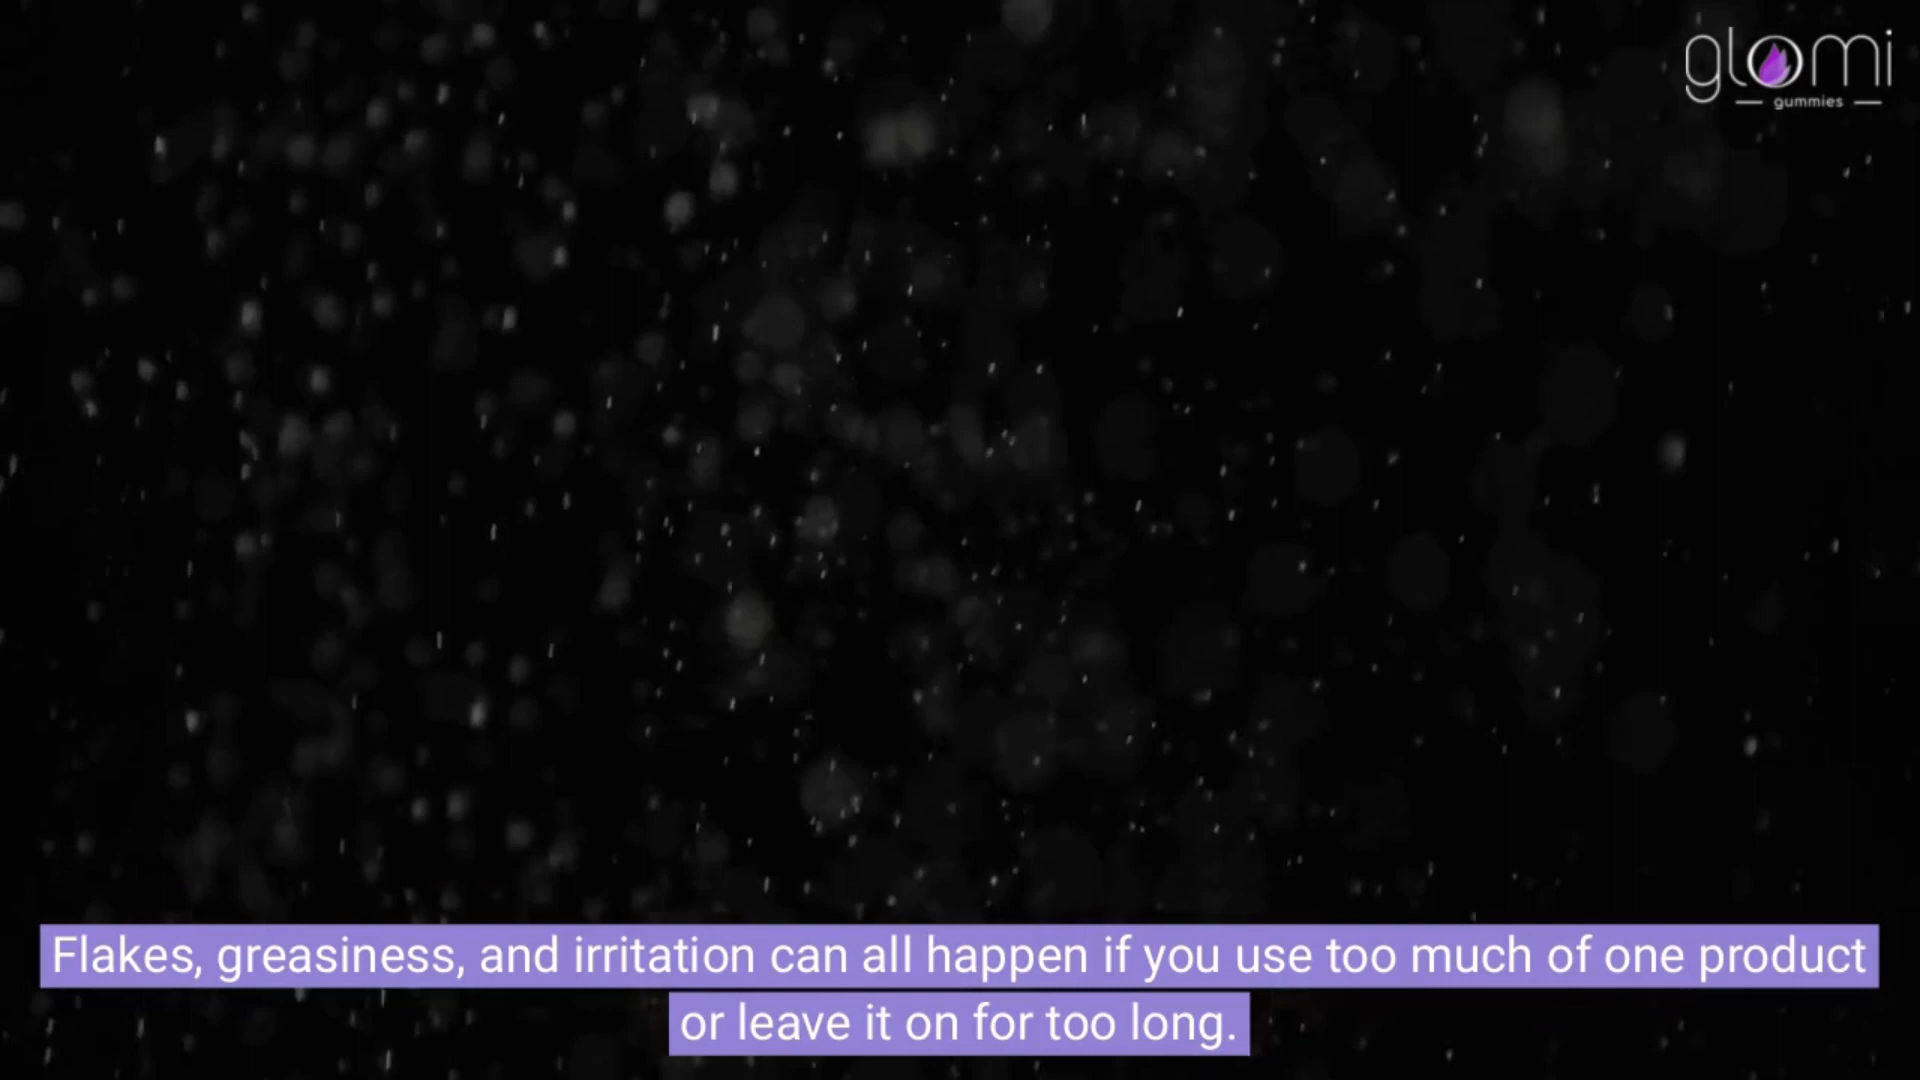 glomi
gummies
Flakes, greasiness, and irritation can all happen if you use too much of one product
or leave it on for too long.